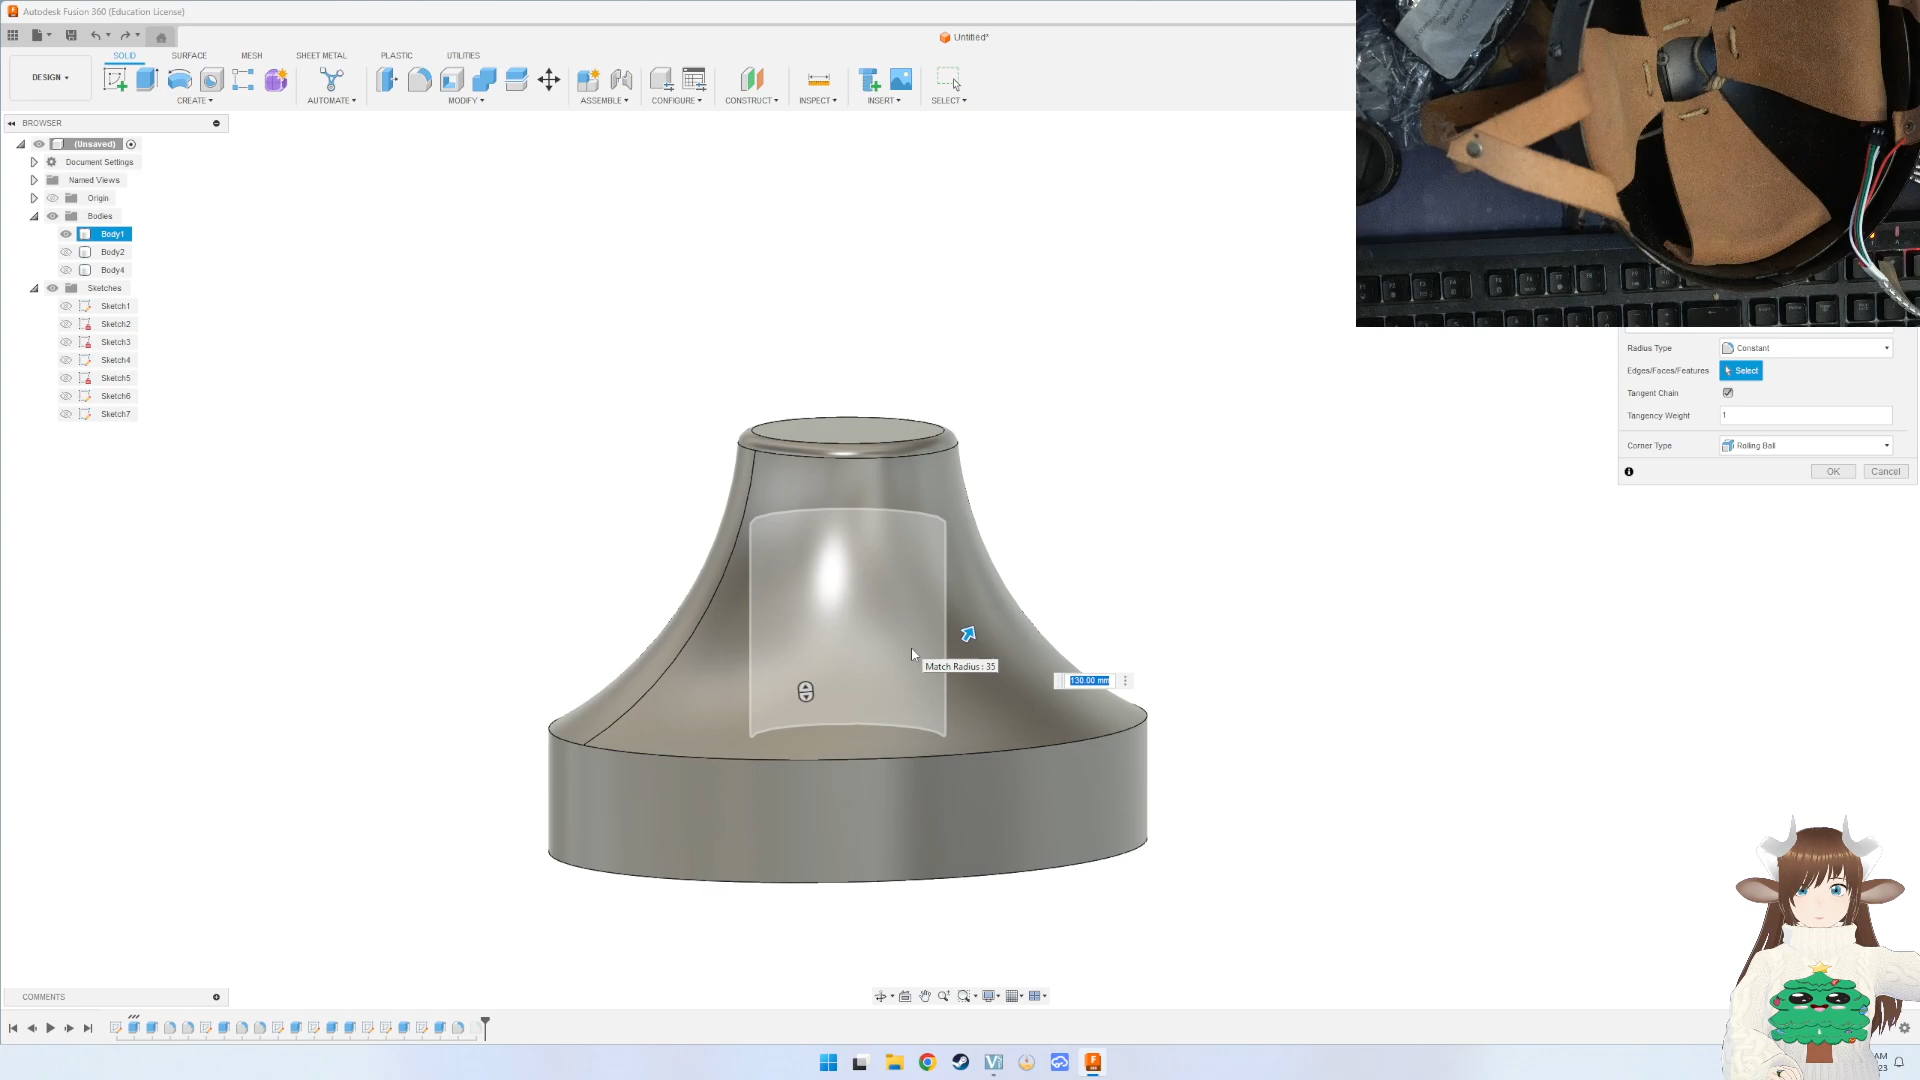 Autodesk Fusion 360 (Education License)
Untitled*
DESIGN
SOLID
SURFACE
MESH
SHEET METAL
PLASTIC
UTILITIES
CREATE
AUTOMATE
MODIFY
ASSEMBLE
CONFIGURE
CONSTRUCT
INSPECT
INSERT
SELECT
BROWSER
(Unsaved)
Document Settings
Named Views
Origin
Bodies
Body1
Body2
Body4
Sketches
Sketch1
Sketch2
Sketch3
Sketch4
Sketch5
Sketch6
Sketch7
Radius Type
Constant
Edges/Faces/Features
Select
Tangent Chain
Tangency Weight
1
Corner Type
Rolling Ball
OK
Cancel
Match Radius : 35
130.00 mm
COMMENTS
AM
23